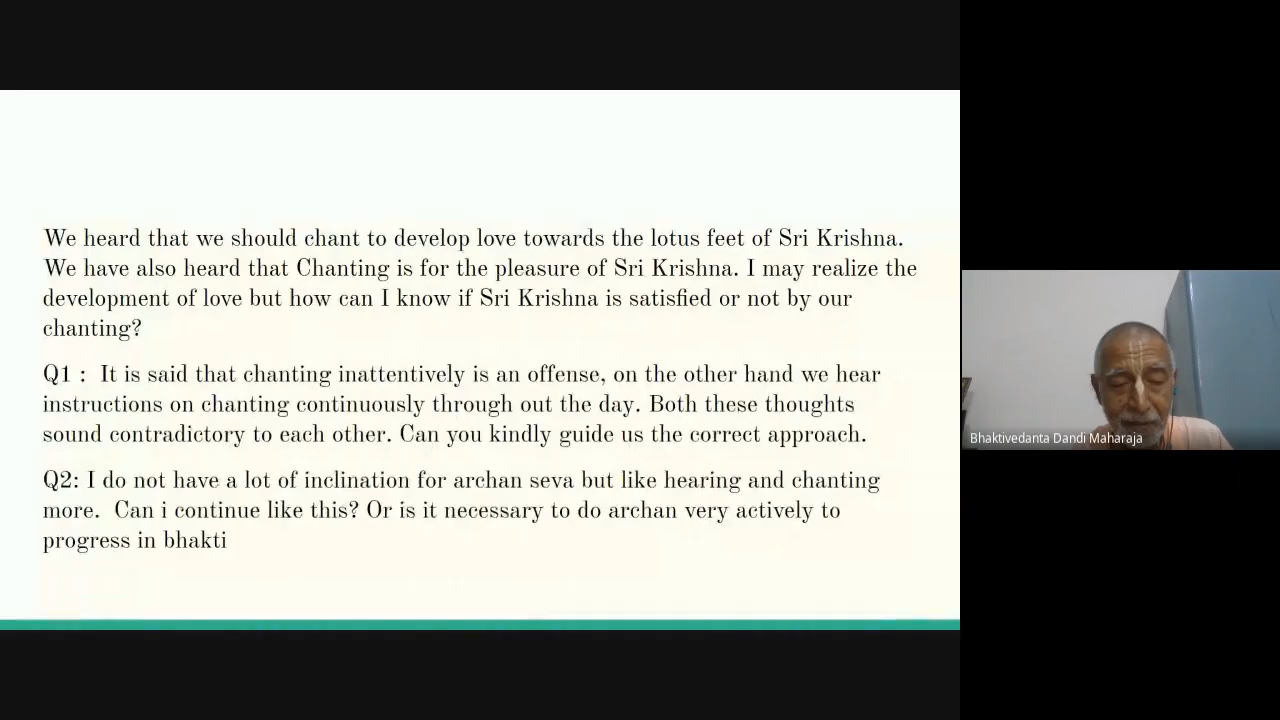 We heard that we should chant to develop love towards the lotus feet of Sri Krishna.
We have also heard that Chanting is for the pleasure of Sri Krishna. I may realize the
development of love but how can I know if Sri Krishna is satisfied or not by our
chanting?
Q1 :  It is said that chanting inattentively is an offense, on the other hand we hear
instructions on chanting continuously through out the day. Both these thoughts
sound contradictory to each other. Can you kindly guide us the correct approach.
Q2: I do not have a lot of inclination for archan seva but like hearing and chanting
more.  Can i continue like this? Or is it necessary to do archan very actively to
progress in bhakti
Bhaktivedanta Dandi Maharaja